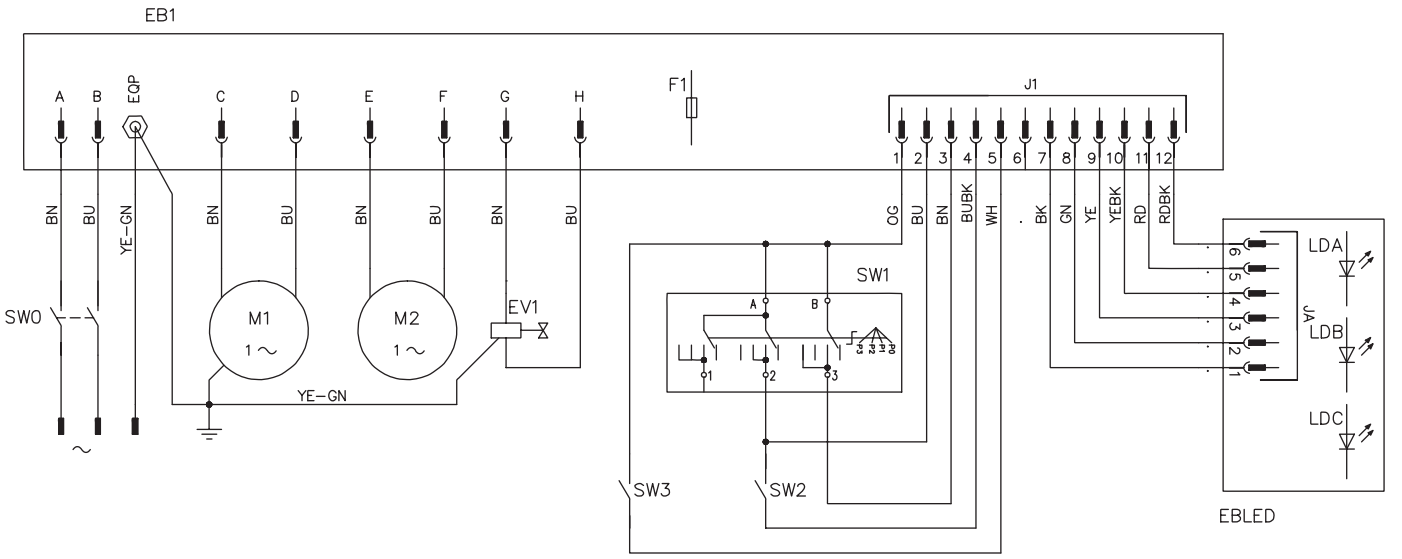 EB1
A B EQP C D E F G H F1 J1
1 2 3 4 5 6 7 8 9 10 11 12
BN BU YE-GN BN BU BN BU BN BU OG BU BN BUBK WH . BK GN YE YEBK RD RDBK
SW0
M1
1 ~
M2
1 ~
EV1
YE-GN
~
SW1
A B
P3 P2 P1 P0
1 2 3
SW3
SW2
6 5 4 3 2 1
JA
LDA
LDB
LDC
EBLED